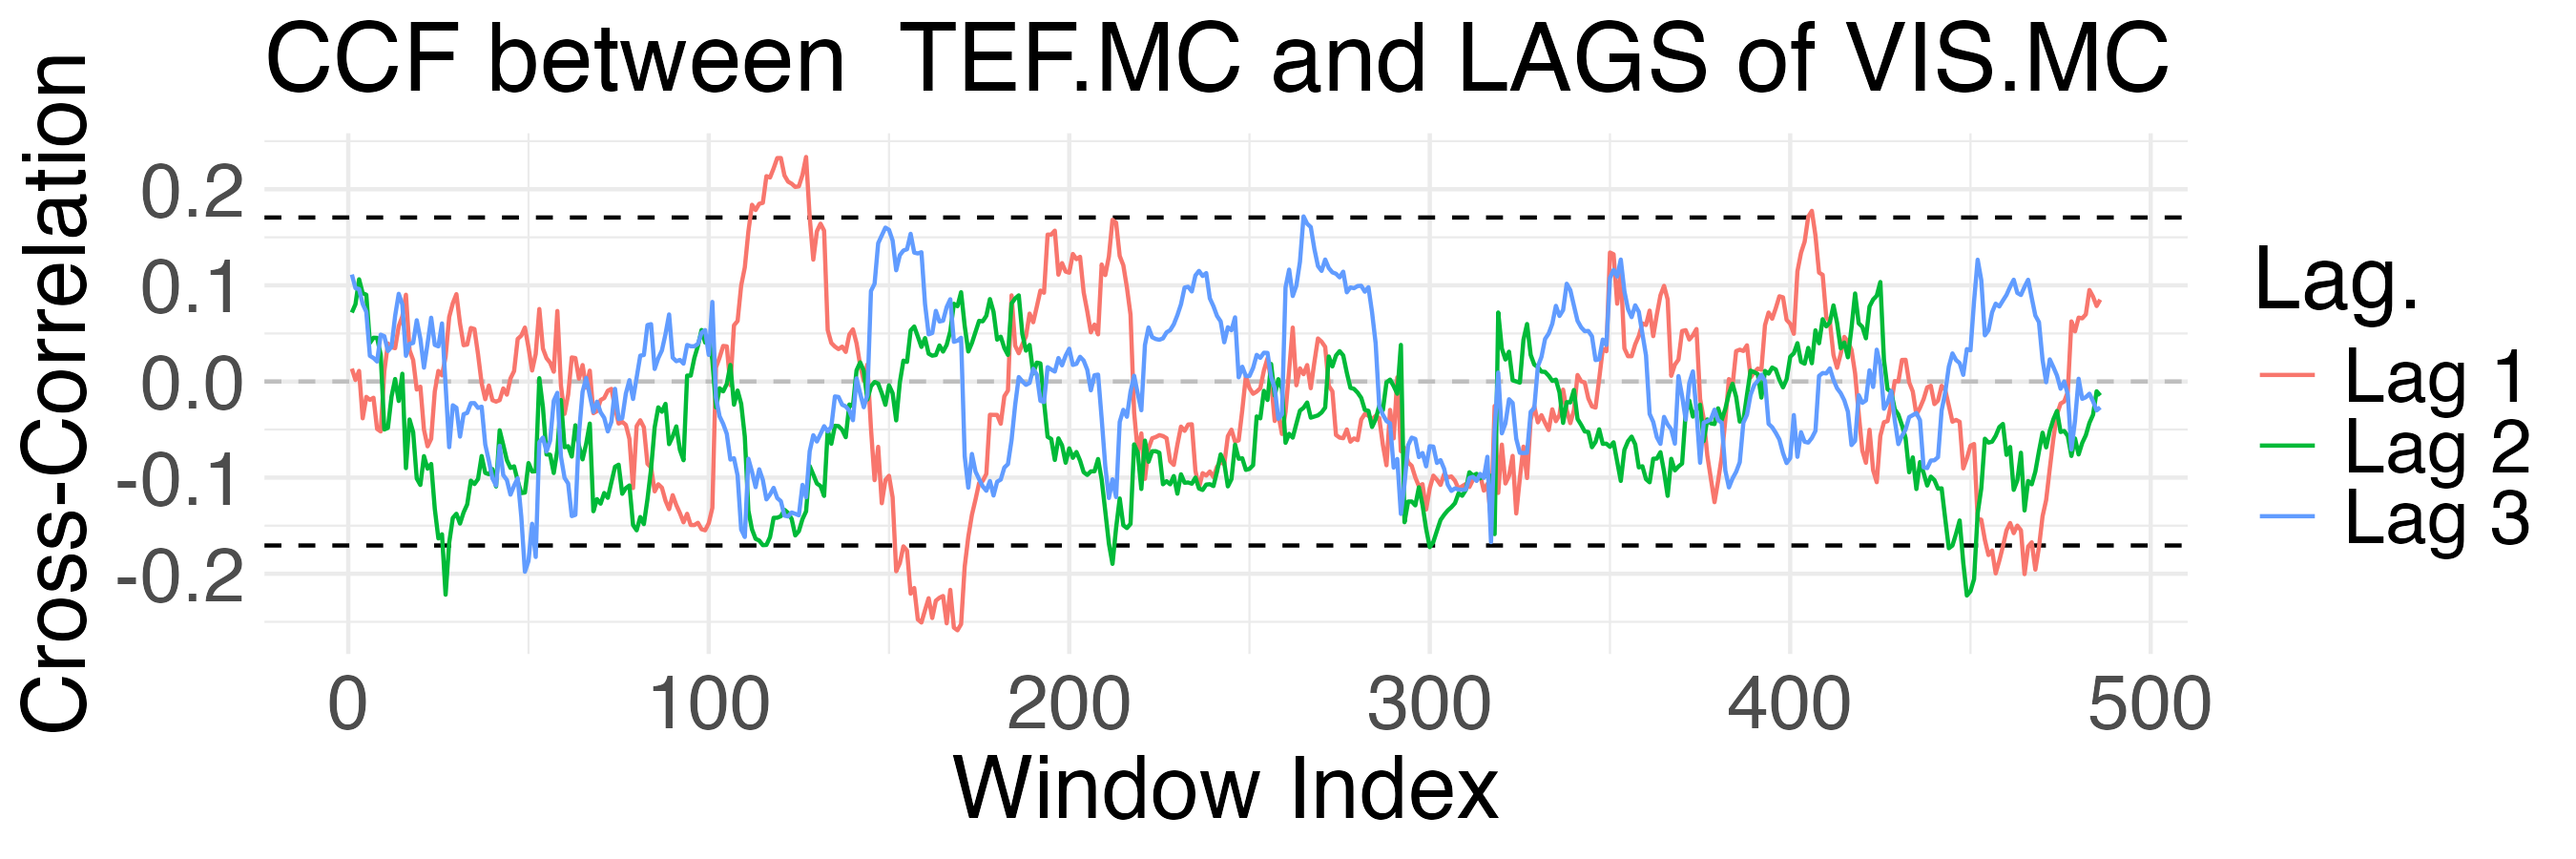 CCF between  TEF.MC and LAGS of VIS.MC
Cross-Correlation
0.2
0.1
0.0
-0.1
-0.2
0 100 200 300 400 500
Window Index
Lag.
Lag 1
Lag 2
Lag 3